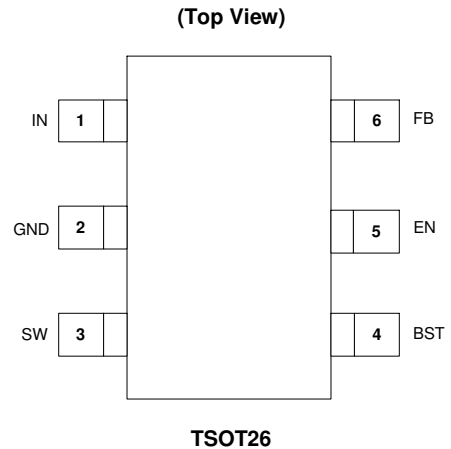 (Top View)
IN 1 6 FB
GND 2 5 EN
SW 3 4 BST
TSOT26